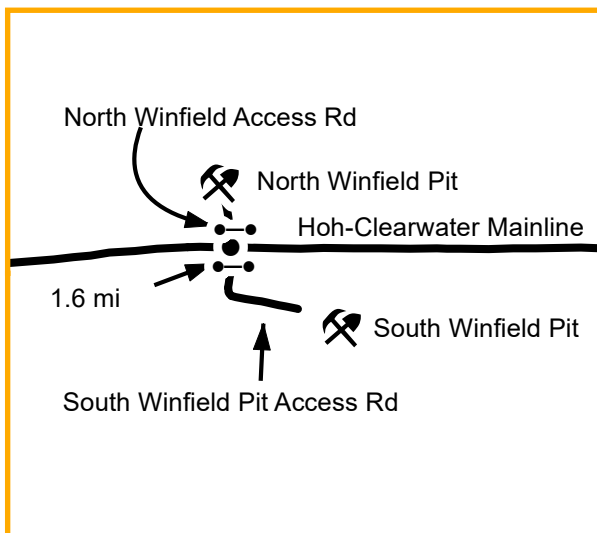 North Winfield Access Rd
North Winfield Pit
Hoh-Clearwater Mainline
1.6 mi
South Winfield Pit
South Winfield Pit Access Rd